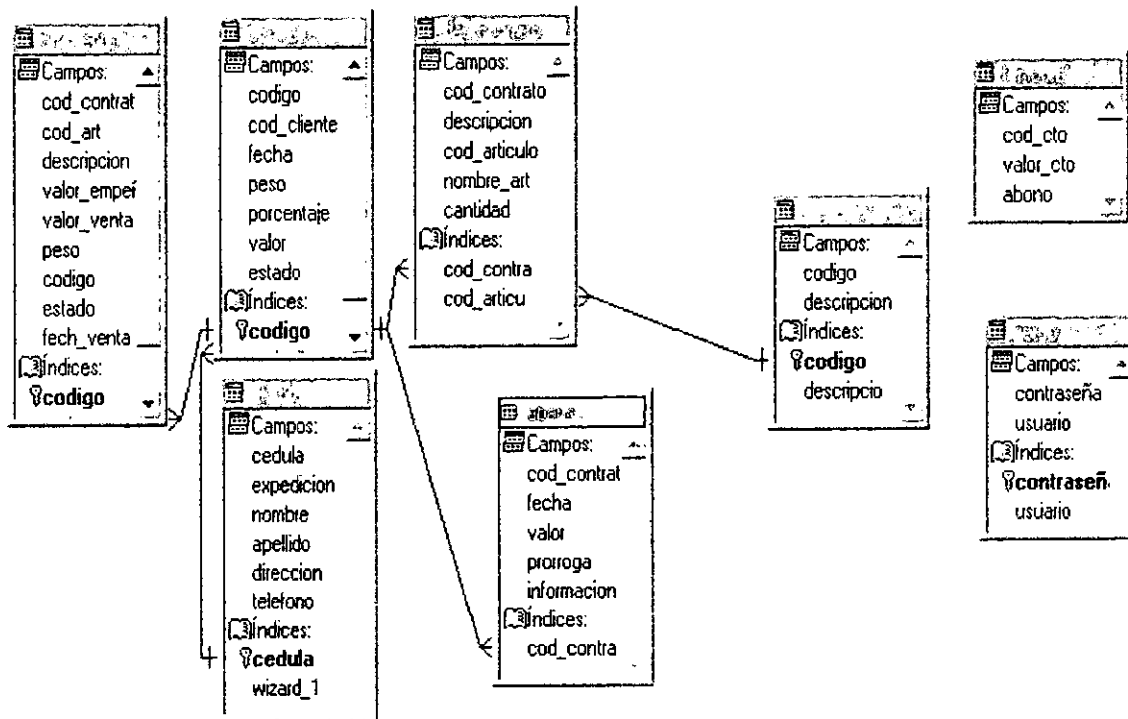 Campos:
cod_contrat
cod_art
descripcion
valor_empeí
valor_venta
peso
codigo
estado
fech_venta
Índices:
codigo
Campos:
codigo
cod_cliente
fecha
peso
porcentaje
valor
estado
Índices:
codigo
Campos:
cod_contrato
descripcion
cod_articulo
nombre_art
cantidad
Índices:
cod_contra
cod_articu
Campos:
cedula
expedicion
nombre
apellido
direccion
telefono
Índices:
cedula
wizard_1
Campos:
cod_contrat
fecha
valor
prorroga
informacion
Índices:
cod_contra
Campos:
codigo
descripcion
Índices:
codigo
descripcio
Campos:
cod_cto
valor_cto
abono
Campos:
contraseña
usuario
Índices:
contraseñ
usuario